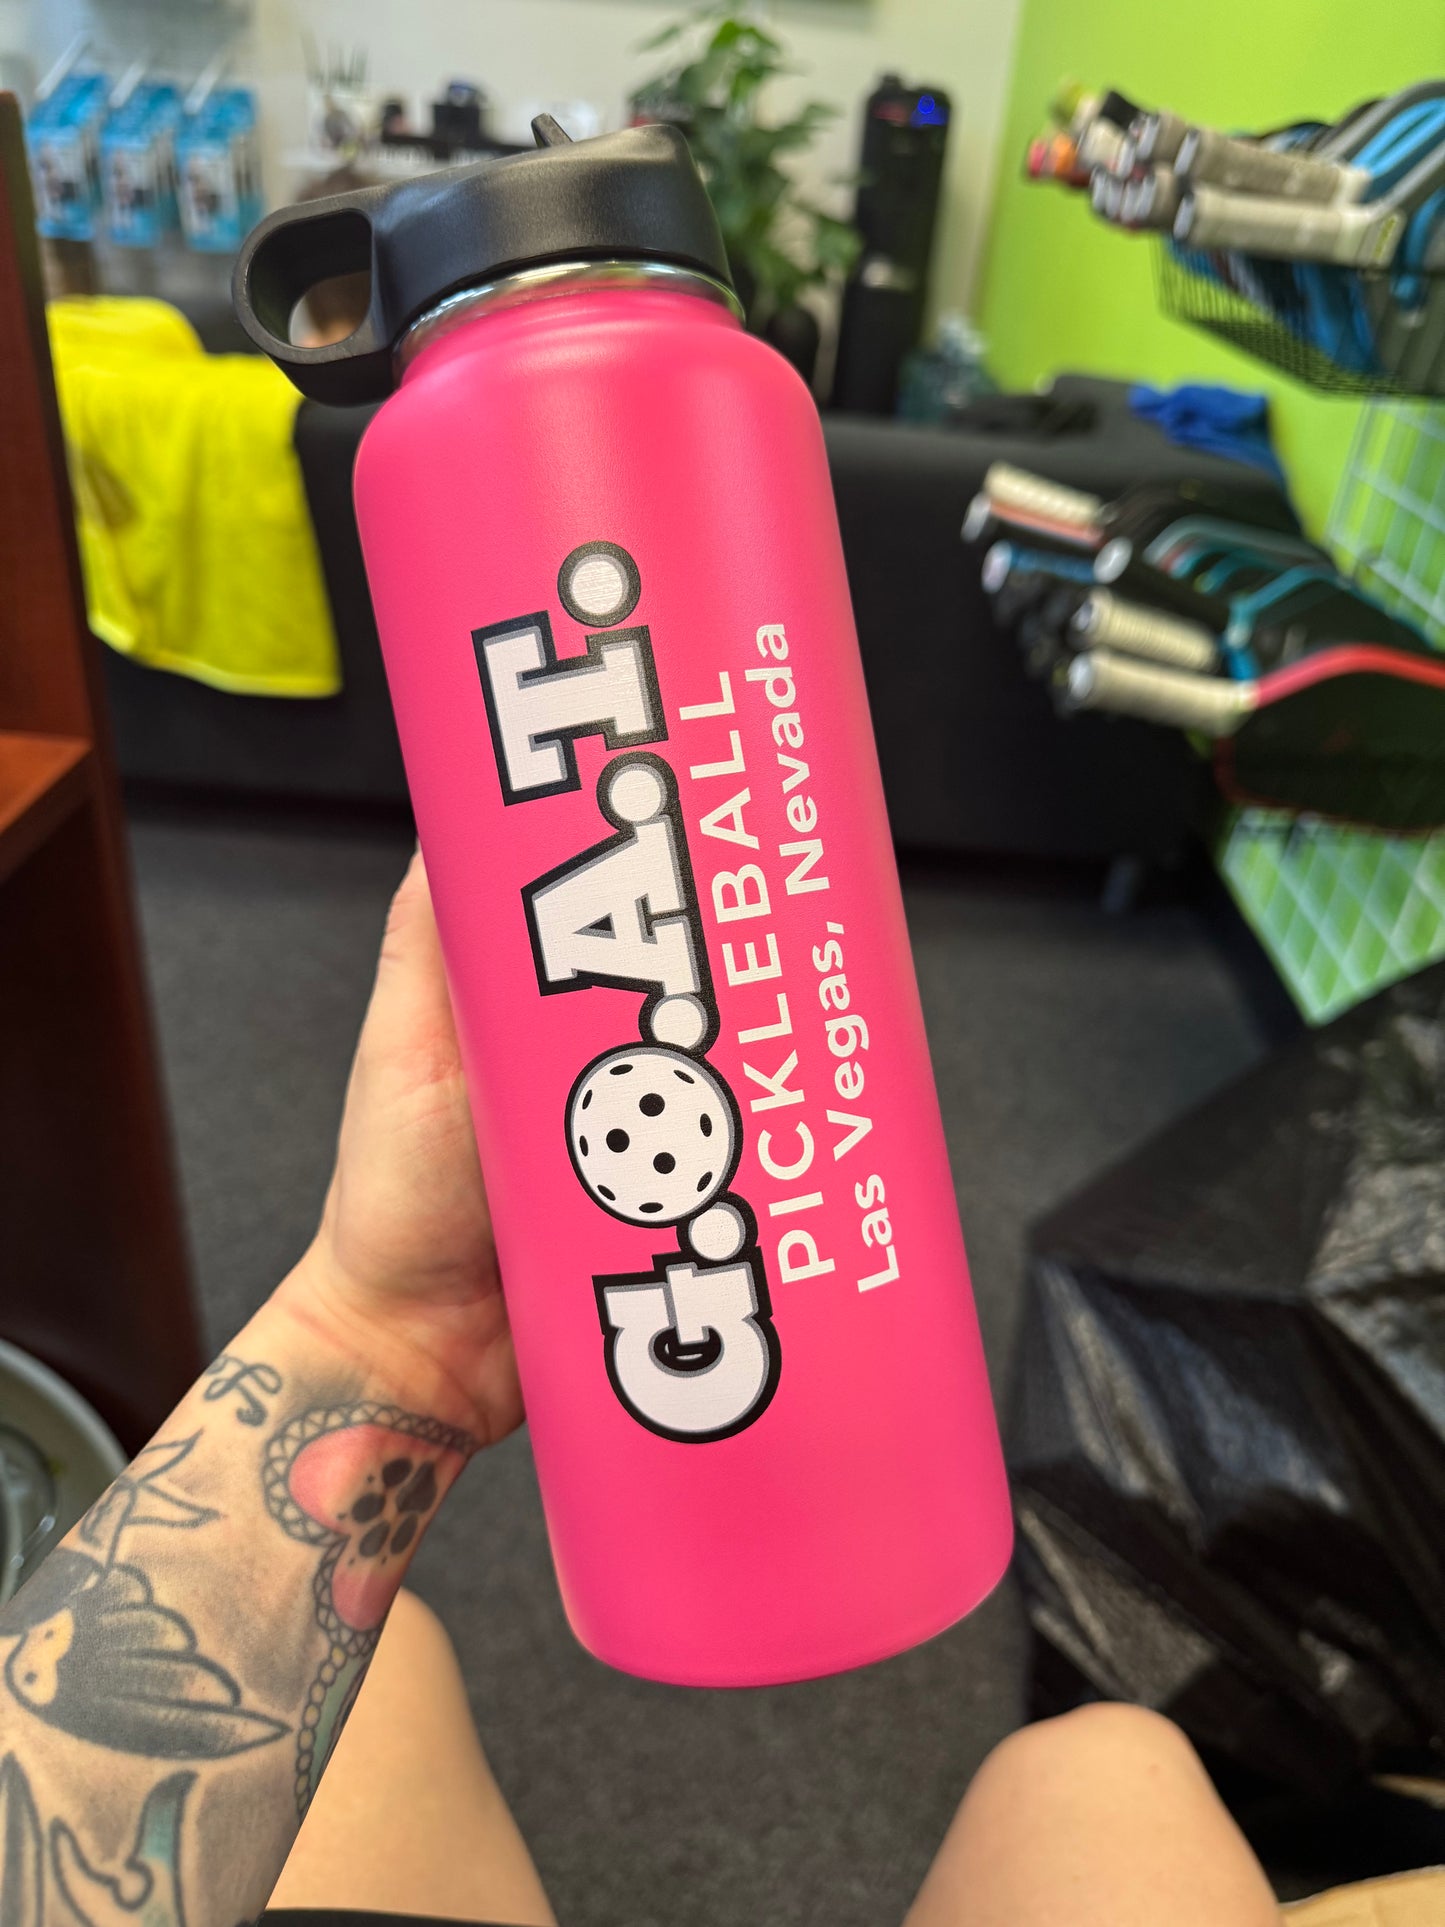 G.O.A.T.
PICKLEBALL
Las Vegas, Nevada